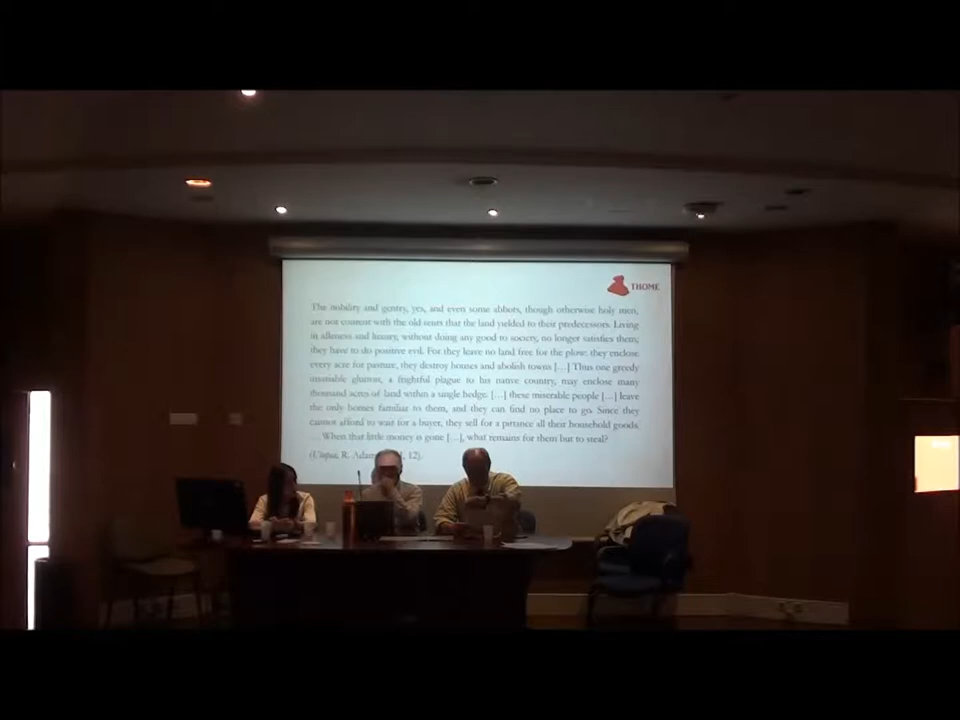 THOME
The nobility and gentry, yes, and even some abbots, though otherwise holy men,
are not content with the old rents that the land yielded to their predecessors. Living
in idleness and luxury, without doing any good to society, no longer satisfies them;
they have to do positive evil. For they leave no land free for the plow: they enclose
every acre for pasture; they destroy houses and abolish towns [...] Thus one greedy
insatiable glutton, a frightful plague to his native country, may enclose many
thousand acres of land within a single hedge. [...] these miserable people [...] leave
the only homes familiar to them, and they can find no place to go. Since they
cannot afford to wait for a buyer, they sell for a pittance all their household goods.
... When that little money is gone [...], what remains for them but to steal?
(Utopia, R. 12).